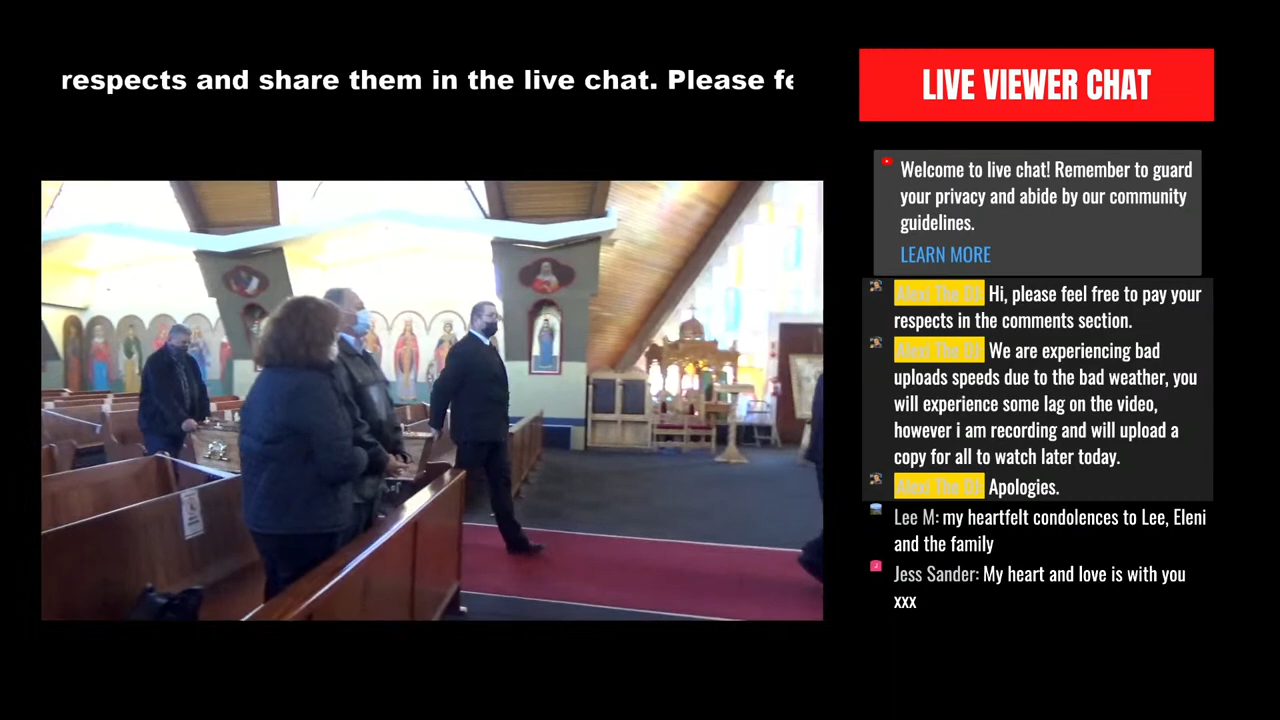 respects and share them in the live chat. Please fe
LIVE VIEWER CHAT
Welcome to live chat! Remember to guard
your privacy and abide by our community
guidelines.
LEARN MORE
Alexi The DJ: Hi, please feel free to pay your
respects in the comments section.
Alexi The DJ: We are experiencing bad
uploads speeds due to the bad weather, you
will experience some lag on the video,
however i am recording and will upload a
copy for all to watch later today.
Alexi The DJ: Apologies.
Lee M: my heartfelt condolences to Lee, Eleni
and the family
Jess Sander: My heart and love is with you
xxx